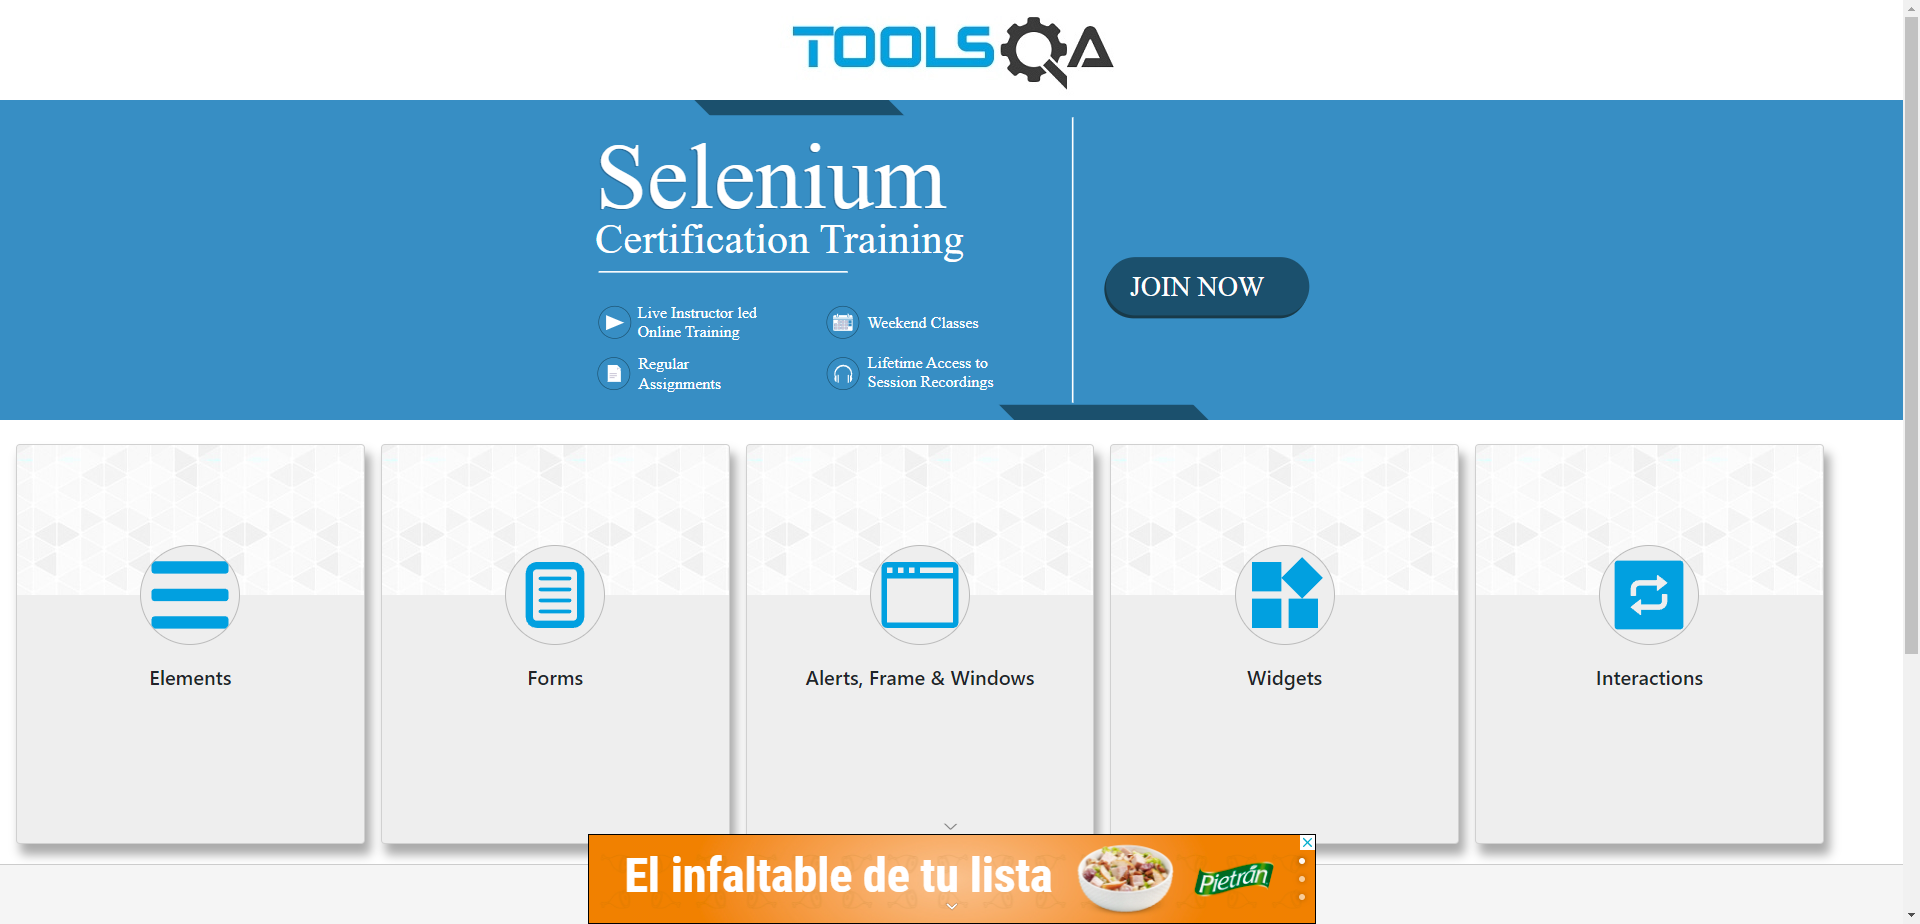 TOOLSQA
Selenium
Certification Training
Live Instructor led
Online Training
Weekend Classes
Regular
Assignments
Lifetime Access to
Session Recordings
JOIN NOW
Elements
Forms
Alerts, Frame & Windows
Widgets
Interactions
El infaltable de tu lista
Pietrán